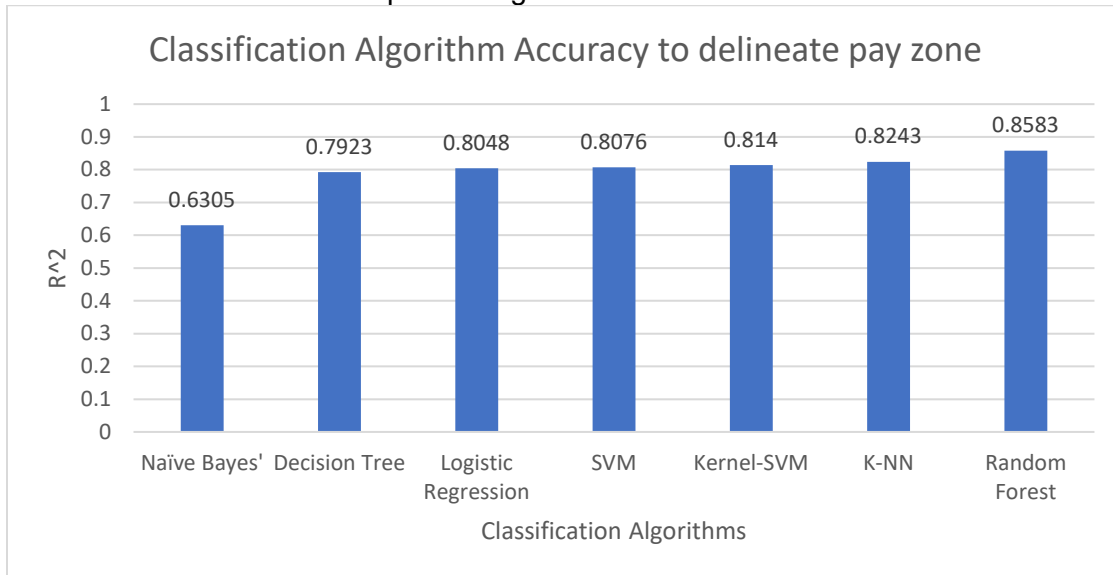 Classification Algorithm Accuracy to delineate pay zone
1
0.9
0.8
0.7
0.6
0.5
0.4
0.3
0.2
0.1
0
R^2
0.6305
0.7923
0.8048
0.8076
0.814
0.8243
0.8583
Naïve Bayes'
Decision Tree
Logistic
Regression
SVM
Kernel-SVM
K-NN
Random
Forest
Classification Algorithms